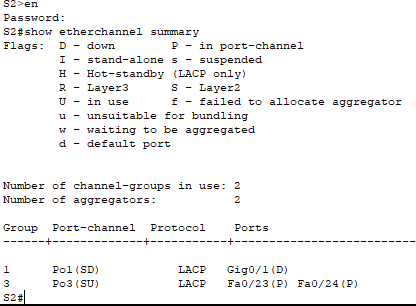 S2>en
Password:
S2#show etherchannel summary
Flags:  D - down        P - in port-channel
        I - stand-alone s - suspended
        H - Hot-standby (LACP only)
        R - Layer3      S - Layer2
        U - in use      f - failed to allocate aggregator
        u - unsuitable for bundling
        w - waiting to be aggregated
        d - default port
Number of channel-groups in use: 2
Number of aggregators:           2
Group  Port-channel  Protocol    Ports
------+-------------+-----------+----------------------------
1      Po1(SD)           LACP   Gig0/1(D)
3      Po3(SU)           LACP   Fa0/23(P) Fa0/24(P)
S2#